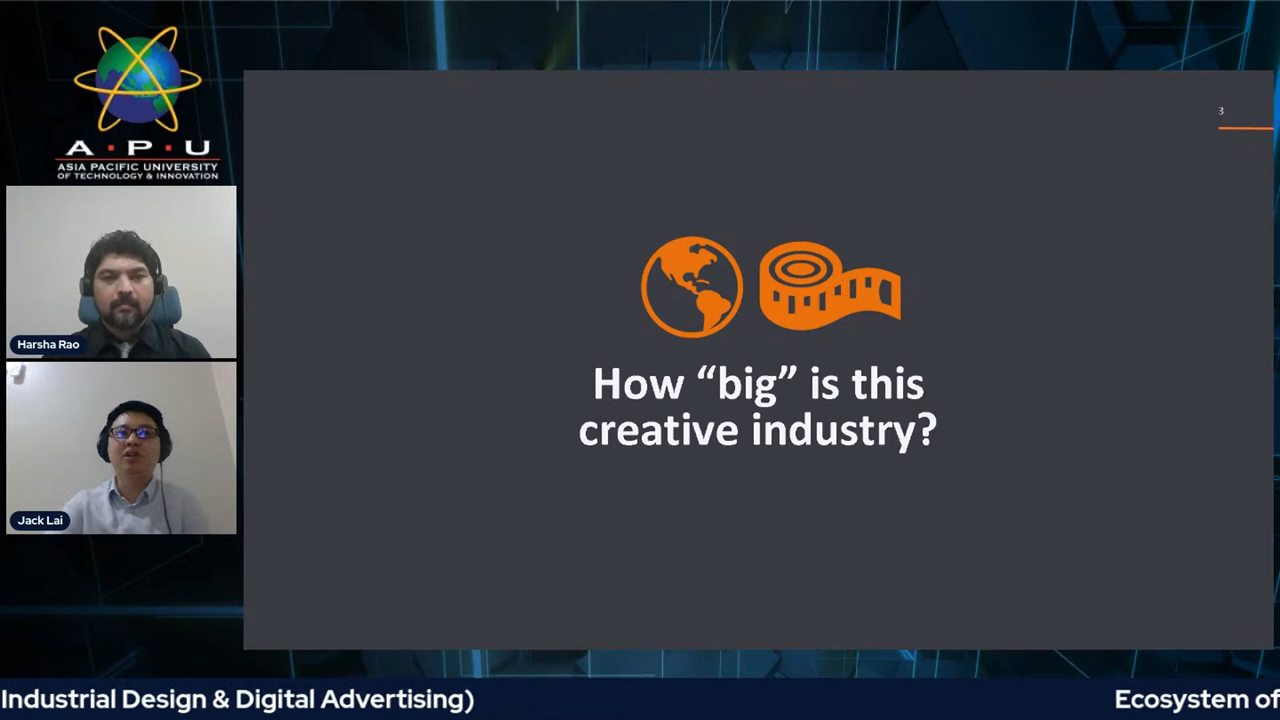 A·P·U
ASIA PACIFIC UNIVERSITY
OF TECHNOLOGY & INNOVATION
Harsha Rao
Jack Lai
3
How “big” is this
creative industry?
Industrial Design & Digital Advertising)
Ecosystem of